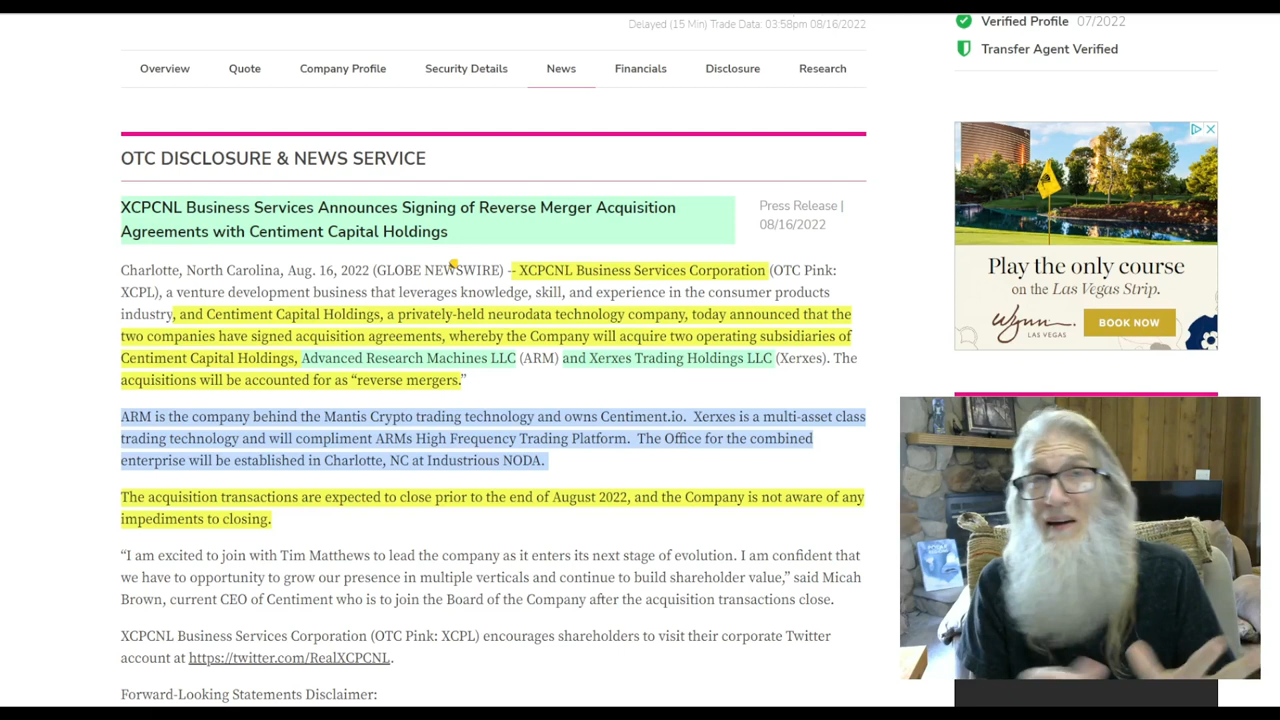 Delayed (15 Min) Trade Data: 03:58pm 08/16/2022
Verified Profile 07/2022
Transfer Agent Verified
Overview Quote Company Profile Security Details News Financials Disclosure Research
OTC DISCLOSURE & NEWS SERVICE
XCPCNL Business Services Announces Signing of Reverse Merger Acquisition
Agreements with Centiment Capital Holdings
Press Release |
08/16/2022
Charlotte, North Carolina, Aug. 16, 2022 (GLOBE NEWSWIRE) -- XCPCNL Business Services Corporation (OTC Pink:
XCPL), a venture development business that leverages knowledge, skill, and experience in the consumer products
industry, and Centiment Capital Holdings, a privately-held neurodata technology company, today announced that the
two companies have signed acquisition agreements, whereby the Company will acquire two operating subsidiaries of
Centiment Capital Holdings, Advanced Research Machines LLC (ARM) and Xerxes Trading Holdings LLC (Xerxes). The
acquisitions will be accounted for as “reverse mergers.”
ARM is the company behind the Mantis Crypto trading technology and owns Centiment.io. Xerxes is a multi-asset class
trading technology and will compliment ARMs High Frequency Trading Platform. The Office for the combined
enterprise will be established in Charlotte, NC at Industrious NODA.
The acquisition transactions are expected to close prior to the end of August 2022, and the Company is not aware of any
impediments to closing.
“I am excited to join with Tim Matthews to lead the company as it enters its next stage of evolution. I am confident that
we have to opportunity to grow our presence in multiple verticals and continue to build shareholder value,” said Micah
Brown, current CEO of Centiment who is to join the Board of the Company after the acquisition transactions close.
XCPCNL Business Services Corporation (OTC Pink: XCPL) encourages shareholders to visit their corporate Twitter
account at https://twitter.com/RealXCPCNL.
Forward-Looking Statements Disclaimer:
Play the only course
on the Las Vegas Strip.
Wynn
LAS VEGAS
BOOK NOW